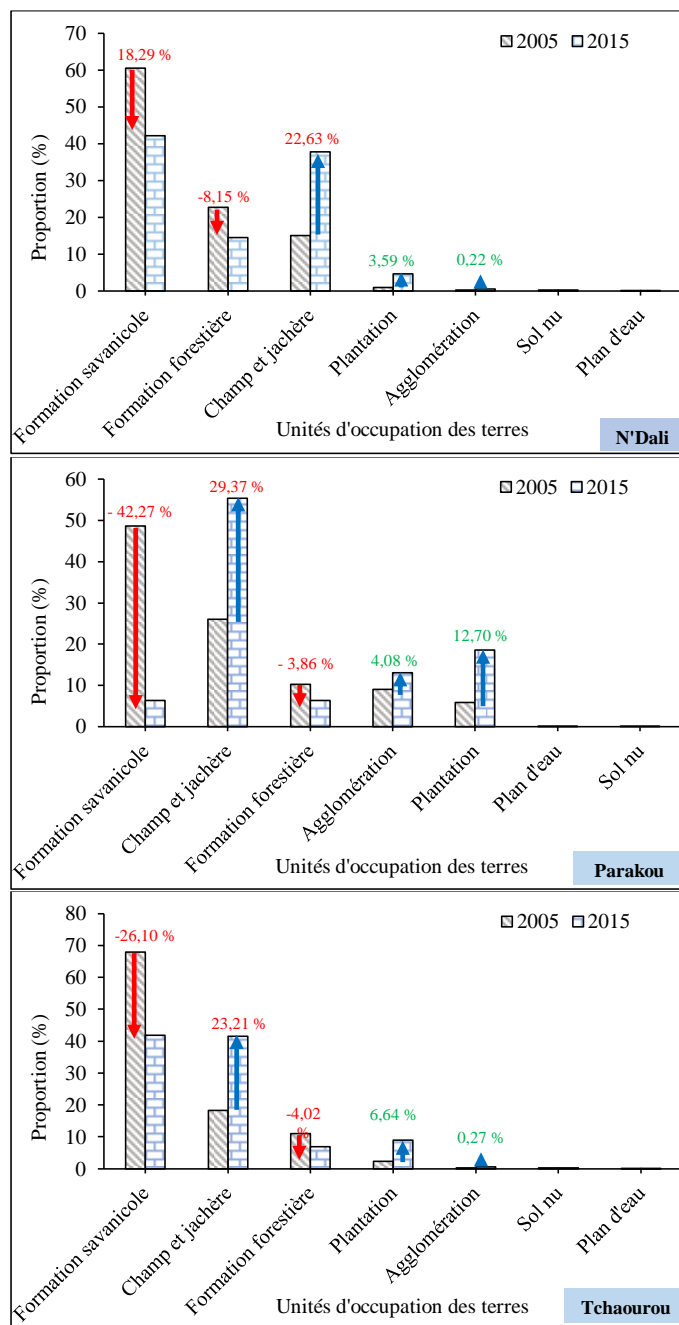 2005 2015
18,29 %
-8,15 %
22,63 %
3,59 %
0,22 %
Proportion (%)
70
60
50
40
30
20
10
0
Formation savanicole
Formation forestière
Champ et jachère
Plantation
Agglomération
Sol nu
Plan d'eau
Unités d'occupation des terres
N'Dali
2005 2015
- 42,27 %
29,37 %
- 3,86 %
4,08 %
12,70 %
Proportion (%)
60
50
40
30
20
10
0
Formation savanicole
Champ et jachère
Formation forestière
Agglomération
Plantation
Plan d'eau
Sol nu
Unités d'occupation des terres
Parakou
2005 2015
-26,10 %
23,21 %
-4,02
%
6,64 %
0,27 %
Proportion (%)
80
70
60
50
40
30
20
10
0
Formation savanicole
Champ et jachère
Formation forestière
Plantation
Agglomération
Sol nu
Plan d'eau
Unités d'occupation des terres
Tchaourou